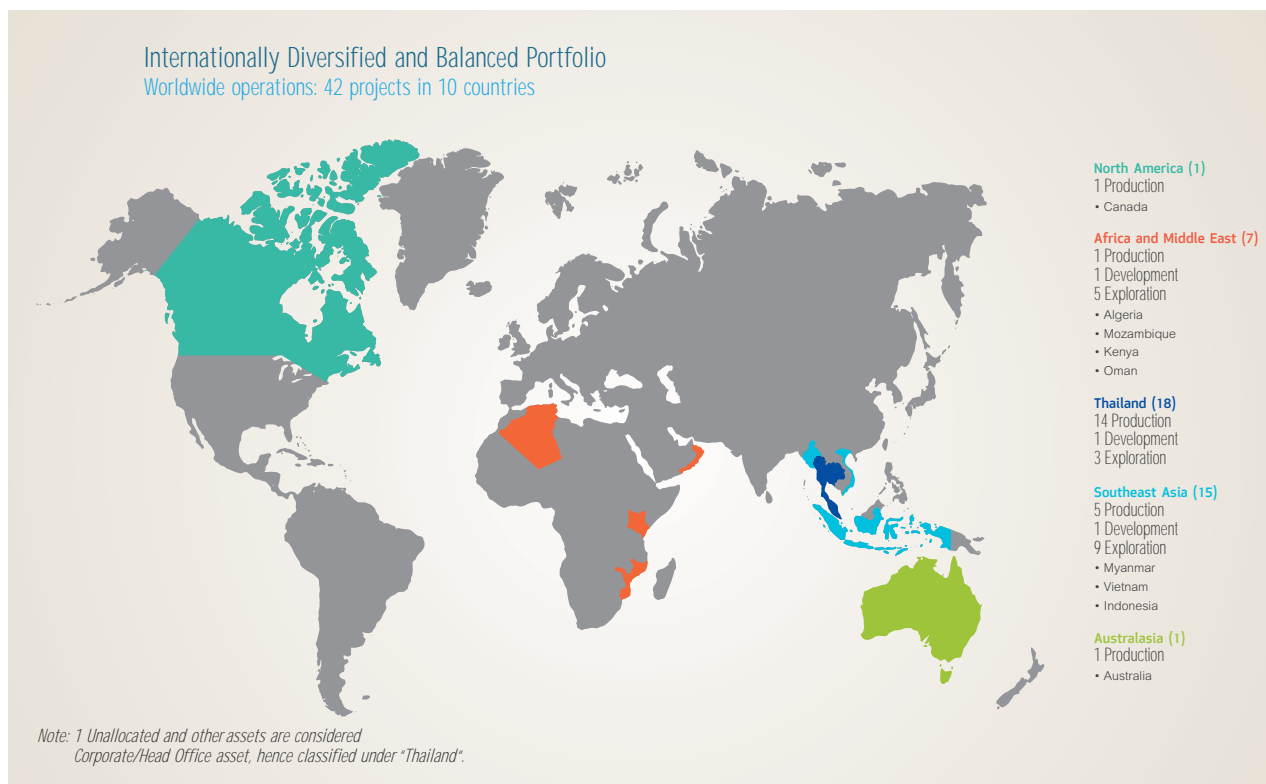 Internationally Diversified and Balanced Portfolio
Worldwide operations: 42 projects in 10 countries
North America (1)
1 Production
• Canada
Africa and Middle East (7)
1 Production
1 Development
5 Exploration
• Algeria
• Mozambique
• Kenya
• Oman
Thailand (18)
14 Production
1 Development
3 Exploration
Southeast Asia (15)
5 Production
1 Development
9 Exploration
• Myanmar
• Vietnam
• Indonesia
Australasia (1)
1 Production
• Australia
Note: 1 Unallocated and other assets are considered
Corporate/Head Office asset, hence classified under "Thailand".